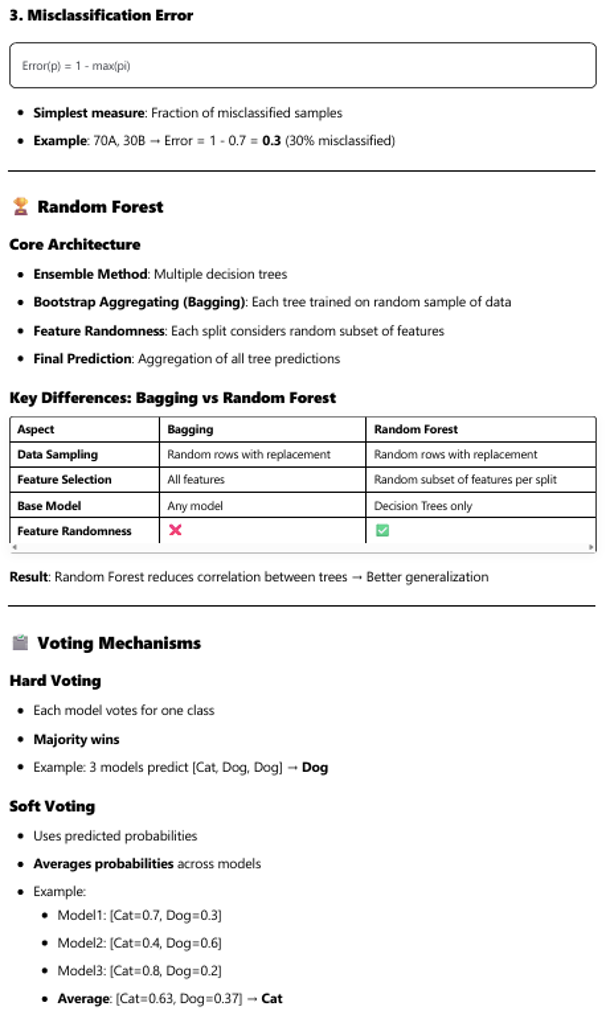 3. Misclassification Error
Error(p) = 1 - max(pi)
• Simplest measure: Fraction of misclassified samples
• Example: 70A, 30B → Error = 1 - 0.7 = 0.3 (30% misclassified)
🏆 Random Forest
Core Architecture
• Ensemble Method: Multiple decision trees
• Bootstrap Aggregating (Bagging): Each tree trained on random sample of data
• Feature Randomness: Each split considers random subset of features
• Final Prediction: Aggregation of all tree predictions
Key Differences: Bagging vs Random Forest
Aspect Bagging Random Forest
Data Sampling Random rows with replacement Random rows with replacement
Feature Selection All features Random subset of features per split
Base Model Any model Decision Trees only
Feature Randomness ❌ ✅
Result: Random Forest reduces correlation between trees → Better generalization
📋 Voting Mechanisms
Hard Voting
• Each model votes for one class
• Majority wins
• Example: 3 models predict [Cat, Dog, Dog] → Dog
Soft Voting
• Uses predicted probabilities
• Averages probabilities across models
• Example:
• Model1: [Cat=0.7, Dog=0.3]
• Model2: [Cat=0.4, Dog=0.6]
• Model3: [Cat=0.8, Dog=0.2]
• Average: [Cat=0.63, Dog=0.37] → Cat